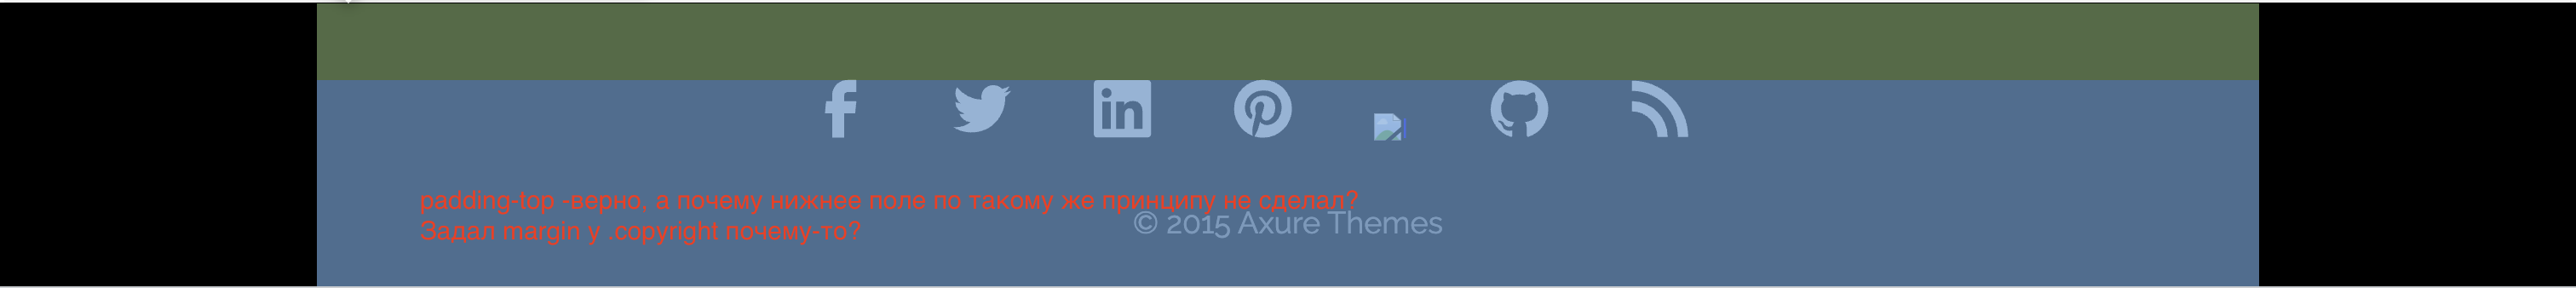 padding-top -верно, а почему нижнее поле по такому же принципу не сделал?
Задал margin у .copyright почему-то?
© 2015 Axure Themes